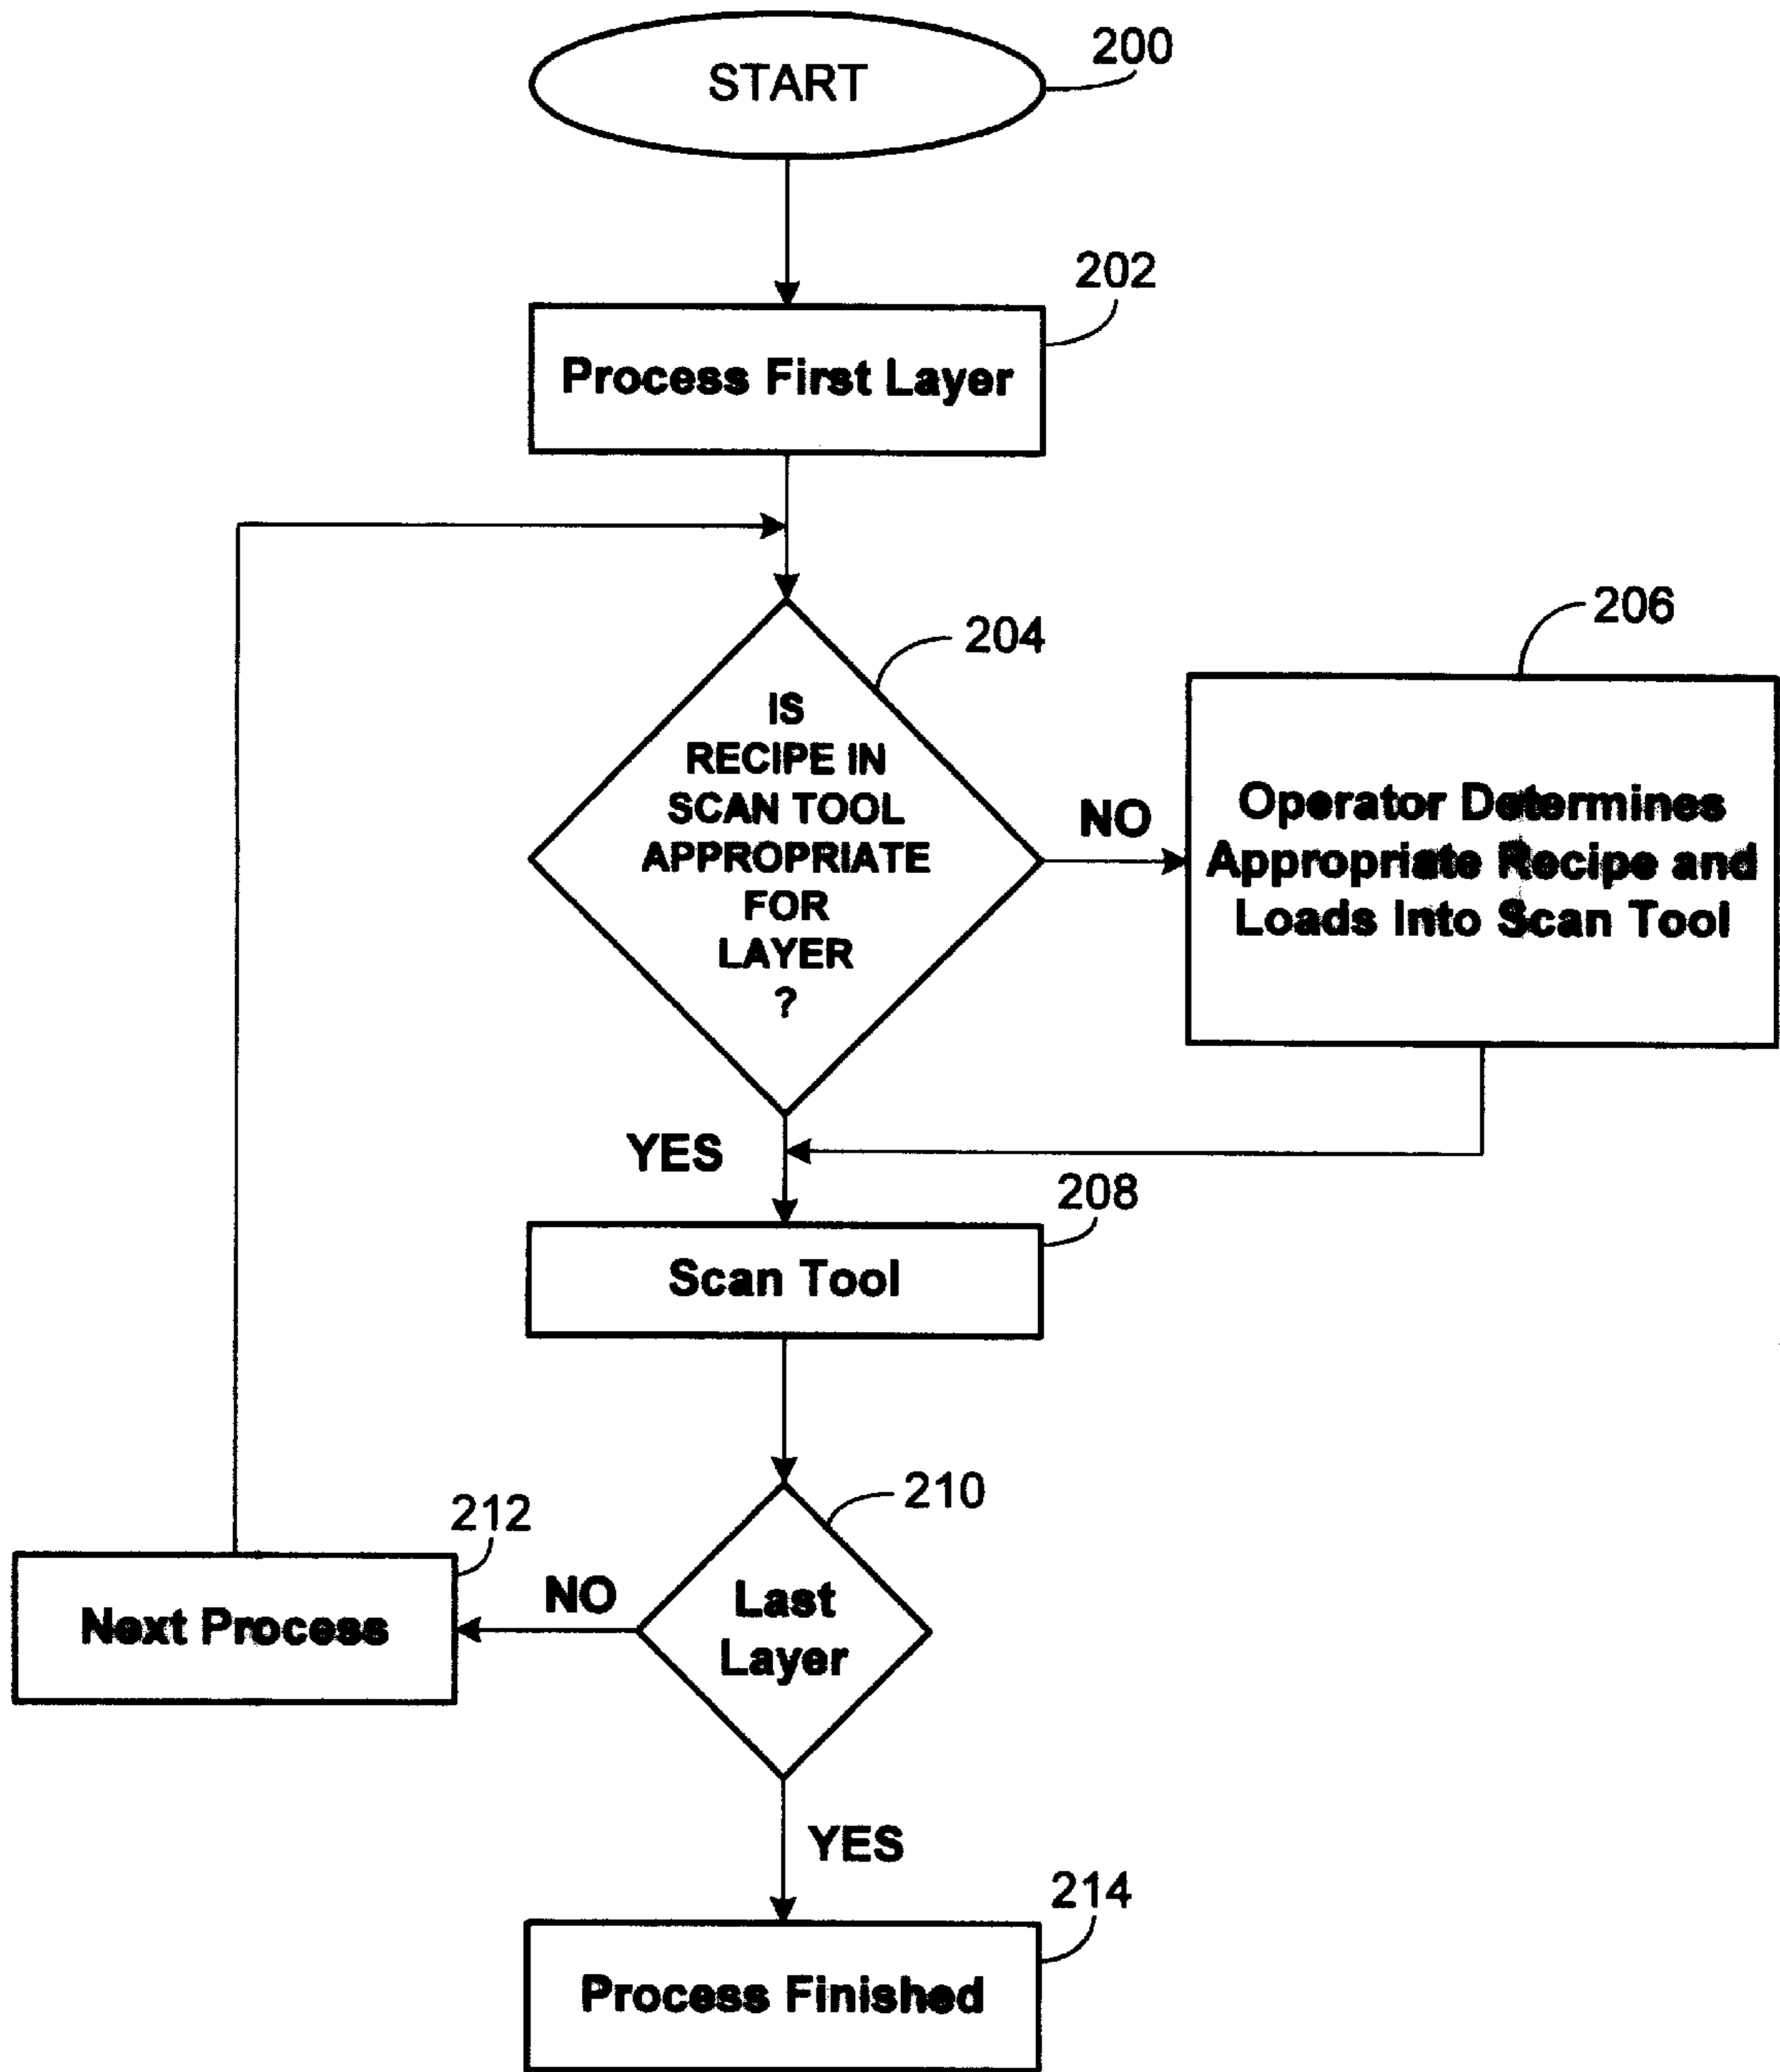 START
200
202
Process First Layer
204
IS
RECIPE IN
SCAN TOOL
APPROPRIATE
FOR
LAYER
?
NO
206
Operator Determines
Appropriate Recipe and
Loads Into Scan Tool
YES
208
Scan Tool
210
Last
Layer
NO
212
Next Process
YES
214
Process Finished